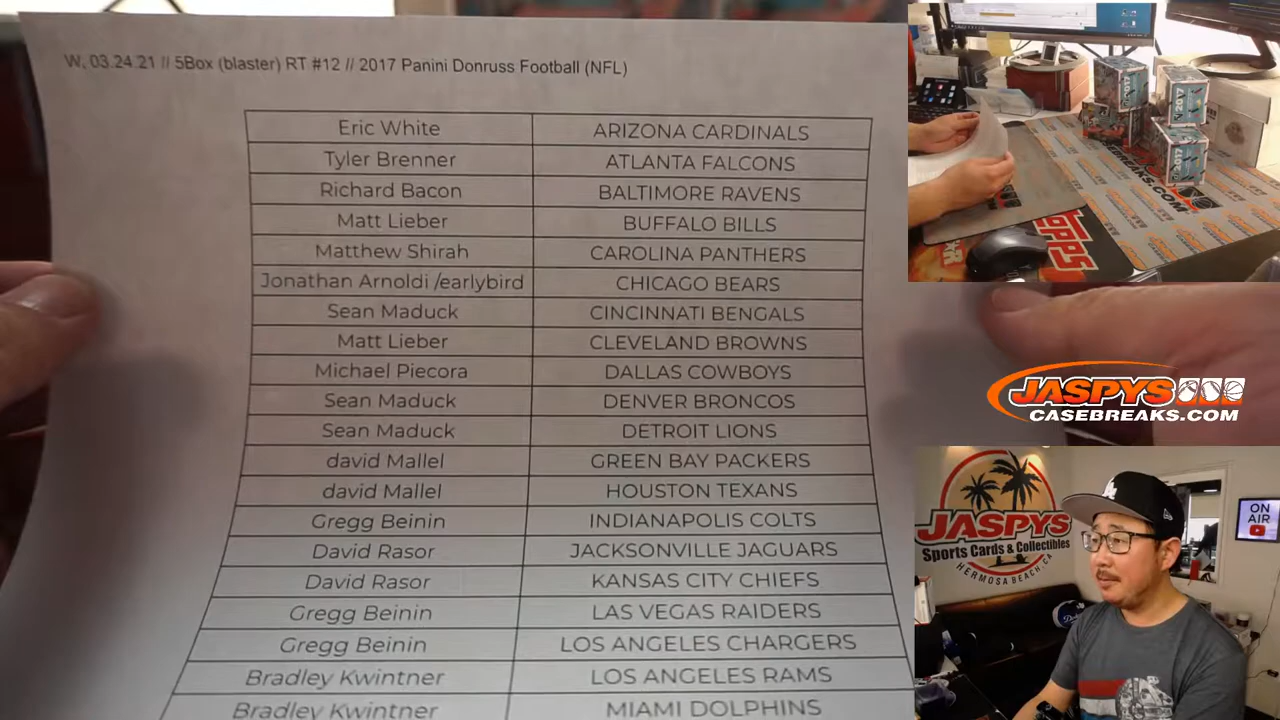 W, 03.24.21 // 5Box (blaster) RT #12 // 2017 Panini Donruss Football (NFL)
Eric White ARIZONA CARDINALS
Tyler Brenner ATLANTA FALCONS
Richard Bacon BALTIMORE RAVENS
Matt Lieber BUFFALO BILLS
Matthew Shirah CAROLINA PANTHERS
Jonathan Arnoldi /earlybird CHICAGO BEARS
Sean Maduck CINCINNATI BENGALS
Matt Lieber CLEVELAND BROWNS
Michael Piecora DALLAS COWBOYS
Sean Maduck DENVER BRONCOS
Sean Maduck DETROIT LIONS
david Mallel GREEN BAY PACKERS
david Mallel HOUSTON TEXANS
Gregg Beinin INDIANAPOLIS COLTS
David Rasor JACKSONVILLE JAGUARS
David Rasor KANSAS CITY CHIEFS
Gregg Beinin LAS VEGAS RAIDERS
Gregg Beinin LOS ANGELES CHARGERS
Bradley Kwintner LOS ANGELES RAMS
Bradley Kwintner MIAMI DOLPHINS
2017
2017
2017
TOPPS
JASPYS
CASEBREAKS.COM
JASPYS
Sports Cards & Collectibles
HERMOSA BEACH, CA
LA
ON
AIR